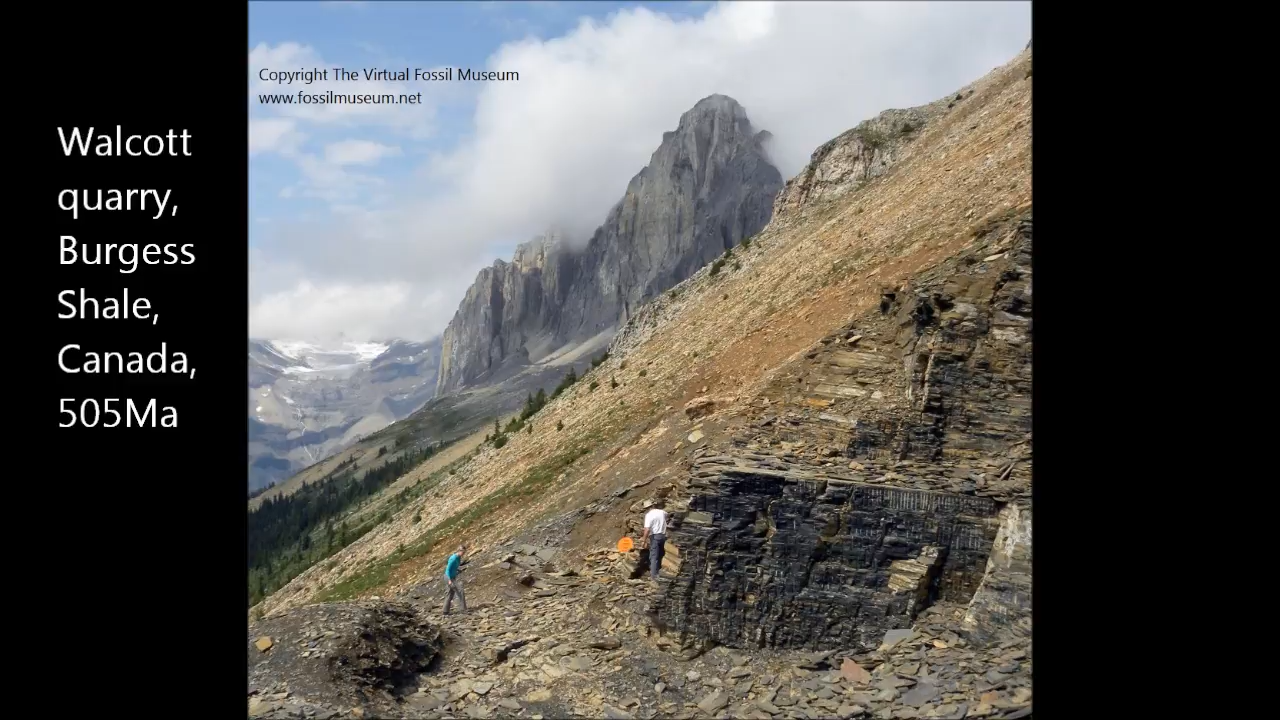 Copyright The Virtual Fossil Museum
www.fossilmuseum.net
Walcott
quarry,
Burgess
Shale,
Canada,
505Ma